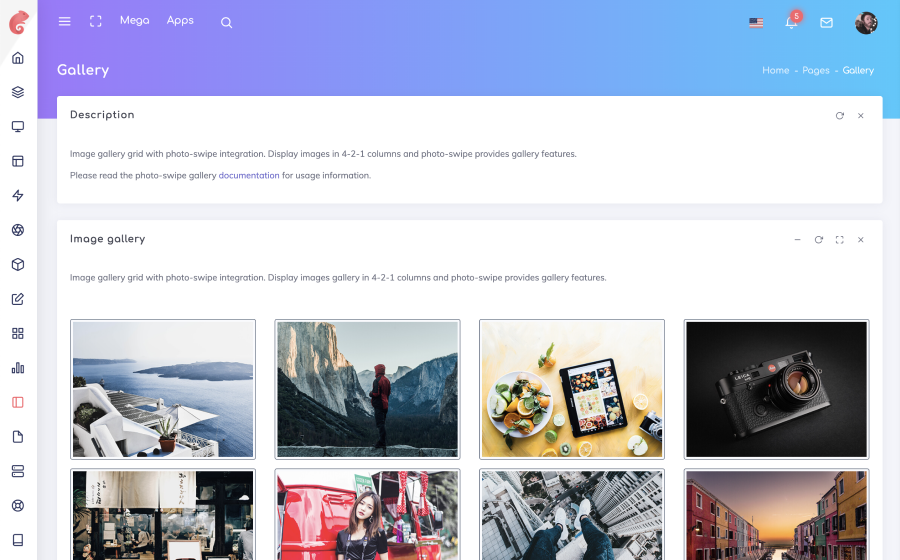 Mega Apps
5
Gallery
Home - Pages - Gallery
Description
Image gallery grid with photo-swipe integration. Display images in 4-2-1 columns and photo-swipe provides gallery features.
Please read the photo-swipe gallery documentation for usage information.
Image gallery
Image gallery grid with photo-swipe integration. Display images gallery in 4-2-1 columns and photo-swipe provides gallery features.